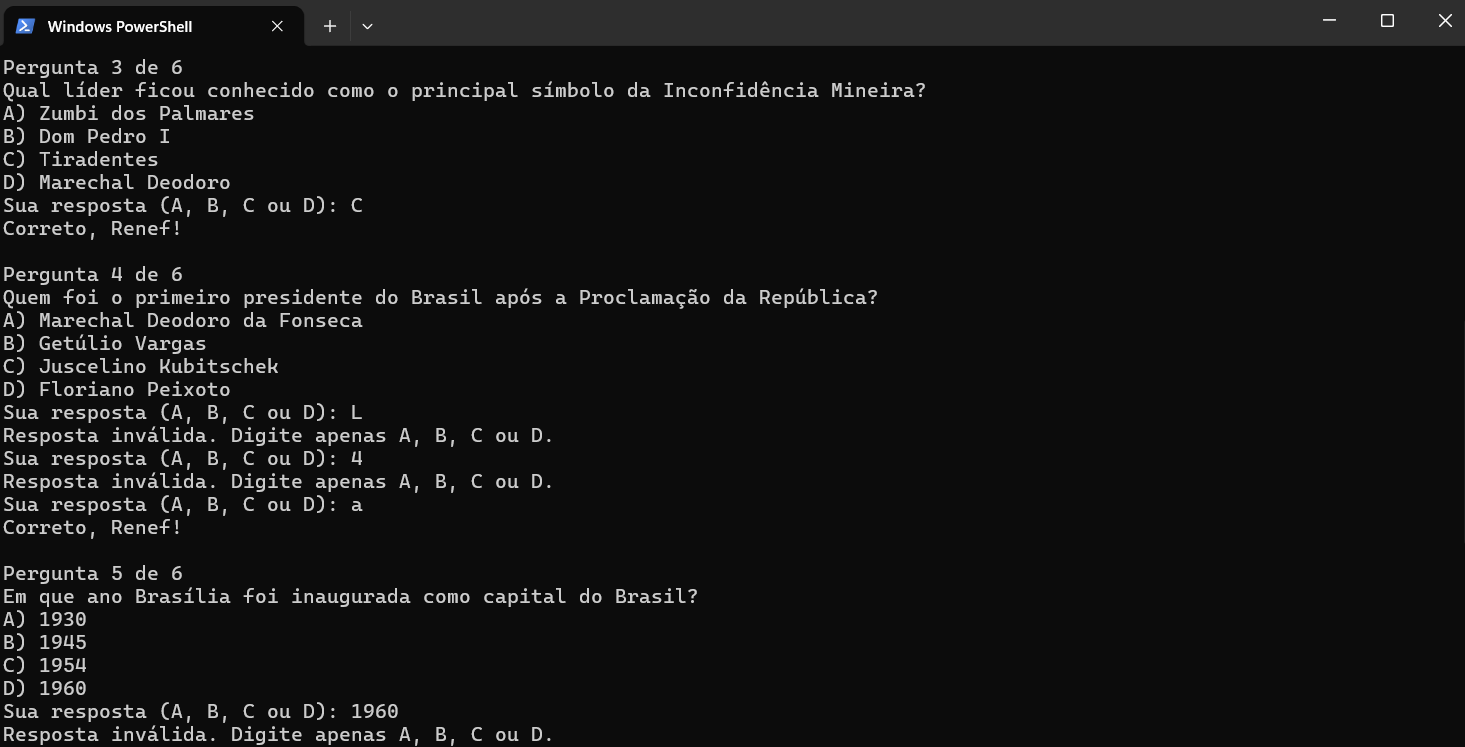 Windows PowerShell
Pergunta 3 de 6
Qual líder ficou conhecido como o principal símbolo da Inconfidência Mineira?
A) Zumbi dos Palmares
B) Dom Pedro I
C) Tiradentes
D) Marechal Deodoro
Sua resposta (A, B, C ou D): C
Correto, Renef!

Pergunta 4 de 6
Quem foi o primeiro presidente do Brasil após a Proclamação da República?
A) Marechal Deodoro da Fonseca
B) Getúlio Vargas
C) Juscelino Kubitschek
D) Floriano Peixoto
Sua resposta (A, B, C ou D): L
Resposta inválida. Digite apenas A, B, C ou D.
Sua resposta (A, B, C ou D): 4
Resposta inválida. Digite apenas A, B, C ou D.
Sua resposta (A, B, C ou D): a
Correto, Renef!

Pergunta 5 de 6
Em que ano Brasília foi inaugurada como capital do Brasil?
A) 1930
B) 1945
C) 1954
D) 1960
Sua resposta (A, B, C ou D): 1960
Resposta inválida. Digite apenas A, B, C ou D.